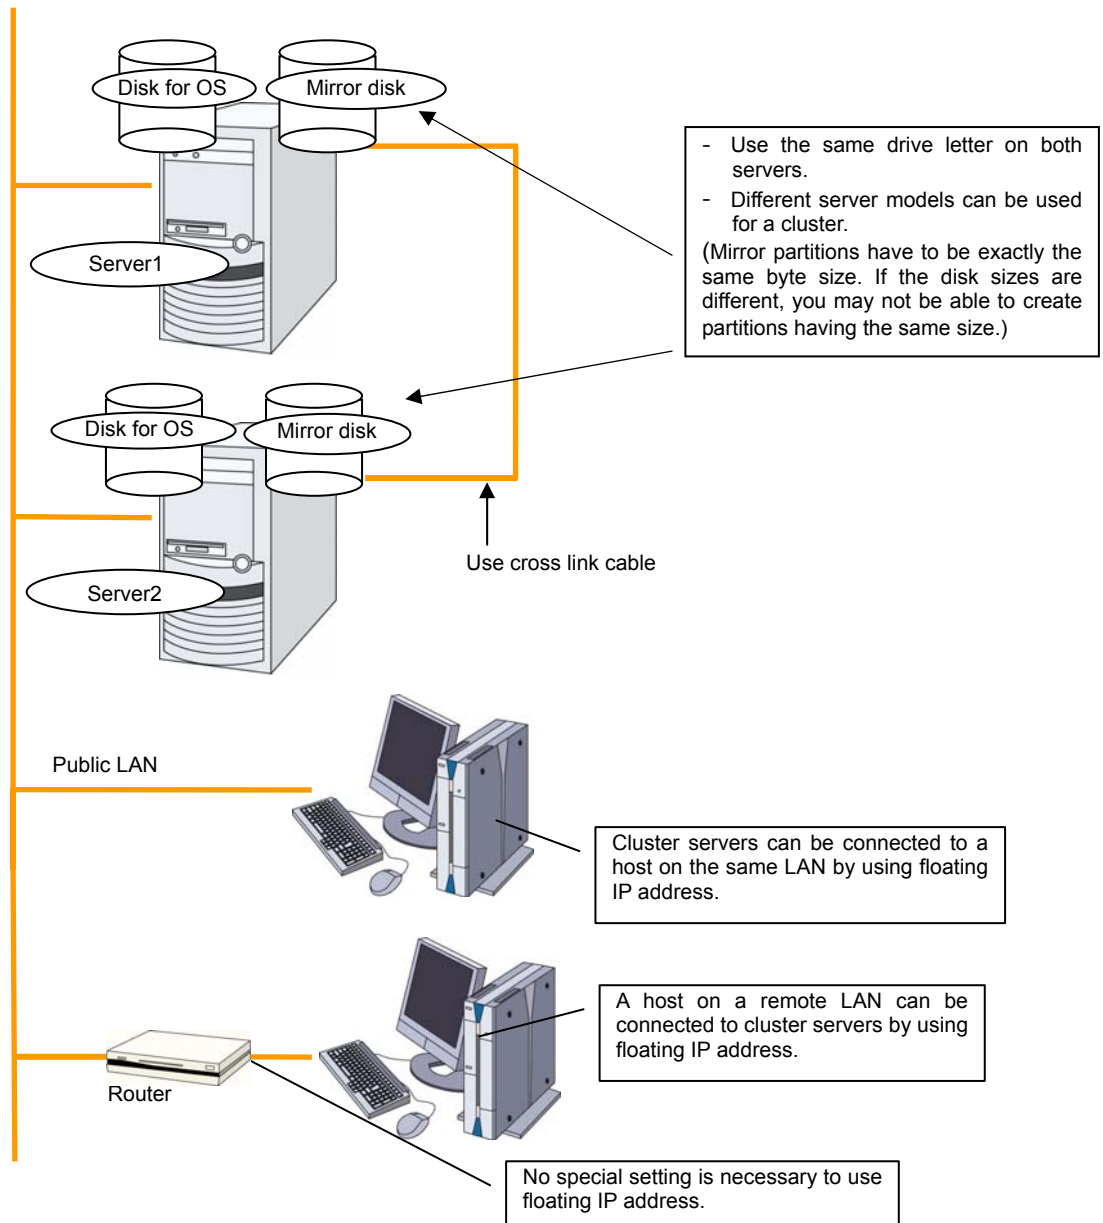 Disk for OS
Mirror disk
- Use the same drive letter on both
servers.
- Different server models can be used
for a cluster.
(Mirror partitions have to be exactly the
same byte size. If the disk sizes are
different, you may not be able to create
partitions having the same size.)
Server1
Disk for OS
Mirror disk
Use cross link cable
Server2
Public LAN
Cluster servers can be connected to a
host on the same LAN by using floating
IP address.
A host on a remote LAN can be
connected to cluster servers by using
floating IP address.
Router
No special setting is necessary to use
floating IP address.